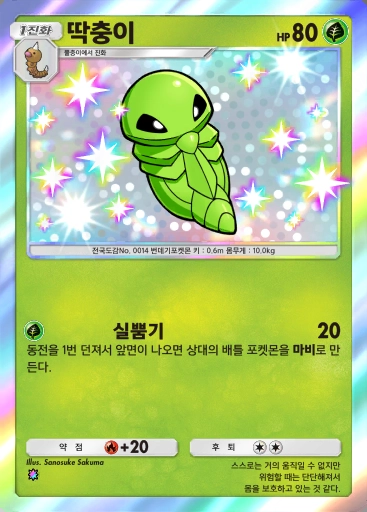 1진화
딱충이
HP 80
뿔충이에서 진화
전국도감No. 0014 번데기포켓몬 키 : 0.6m 몸무게 : 10.0kg
실뿜기 20
동전을 1번 던져서 앞면이 나오면 상대의 배틀 포켓몬을 마비로 만
든다.
약 점 +20 후 퇴
Illus. Sanosuke Sakuma
스스로는 거의 움직일 수 없지만
위험할 때는 단단해져서
몸을 보호하고 있는 것 같다.